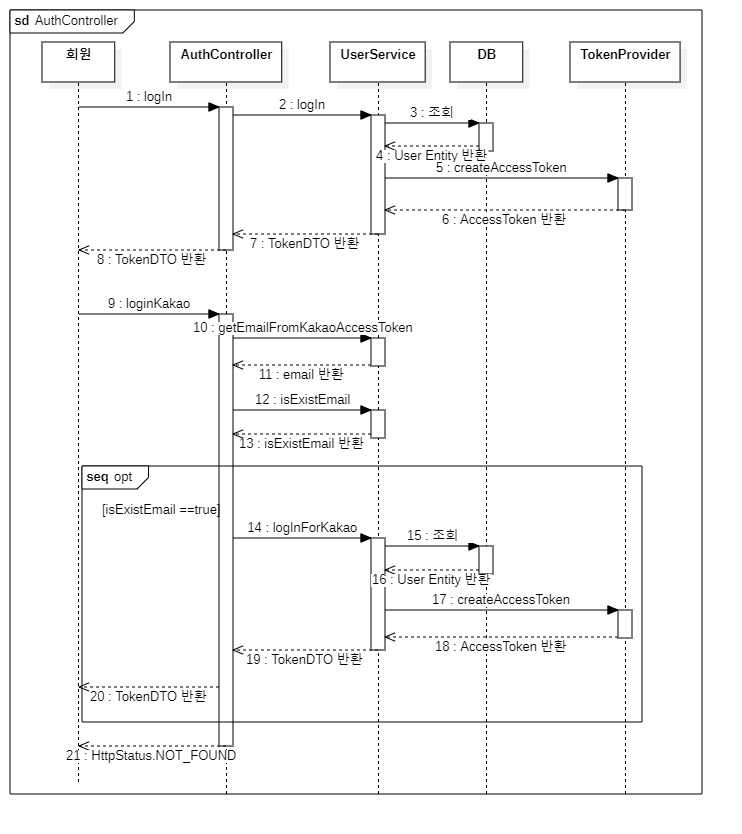 sd AuthController
회원
AuthController
UserService
DB
TokenProvider
1 : logIn
2 : logIn
3 : 조회
4 : User Entity 반환
5 : createAccessToken
6 : AccessToken 반환
7 : TokenDTO 반환
8 : TokenDTO 반환
9 : loginKakao
10 : getEmailFromKakaoAccessToken
11 : email 반환
12 : isExistEmail
13 : isExistEmail 반환
seq opt
[isExistEmail ==true]
14 : logInForKakao
15 : 조회
16 : User Entity 반환
17 : createAccessToken
18 : AccessToken 반환
19 : TokenDTO 반환
20 : TokenDTO 반환
21 : HttpStatus.NOT_FOUND